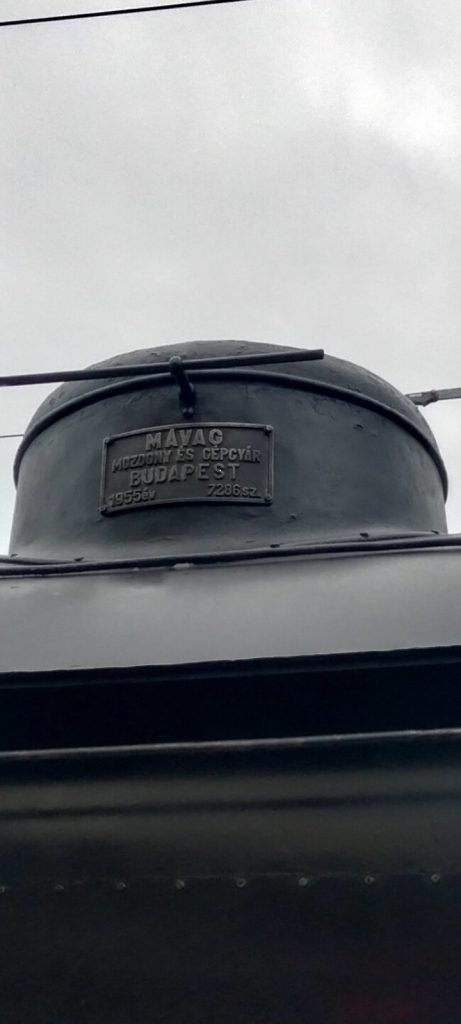 MÁVAG
MOZDONY ÉS GÉPGYÁR
BUDAPEST
1955év 7286sz.